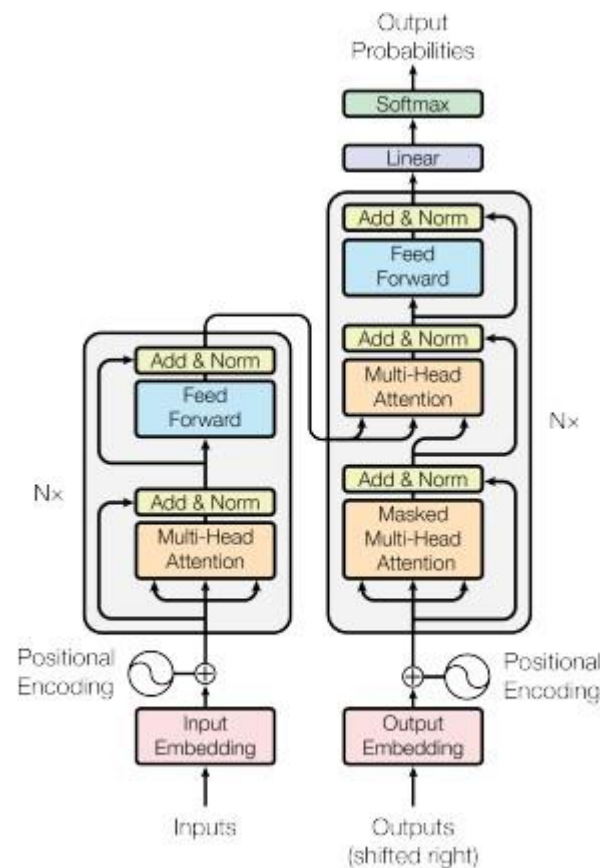 Output
Probabilities
Softmax
Linear
Add & Norm
Feed
Forward
Add & Norm
Multi-Head
Attention
Nx
Add & Norm
Masked
Multi-Head
Attention
Add & Norm
Feed
Forward
Nx
Add & Norm
Multi-Head
Attention
Positional
Encoding
Positional
Encoding
Input
Embedding
Output
Embedding
Inputs
Outputs
(shifted right)